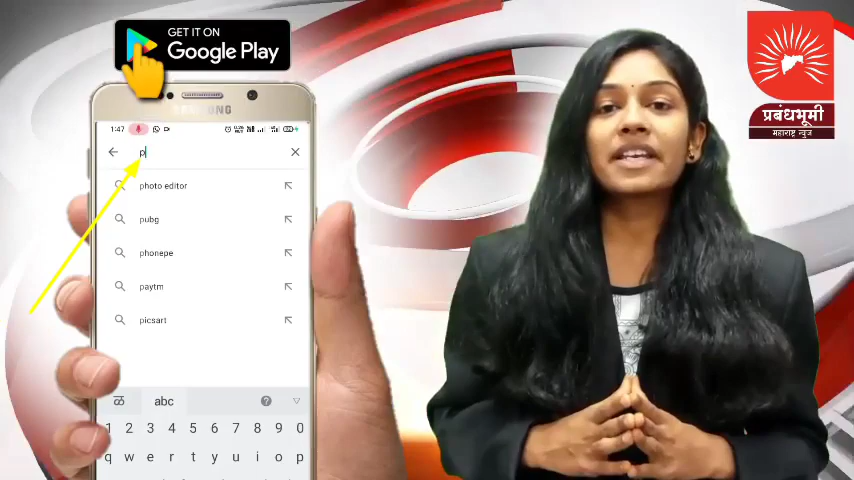 GET IT ON
Google Play
SAMSUNG
1:47
p
photo editor
pubg
phonepe
paytm
picsart
abc
1 2 3 4 5 6 7 8 9 0
q w e r t y u i o p
प्रबंधभूमी
महाराष्ट्र न्युज